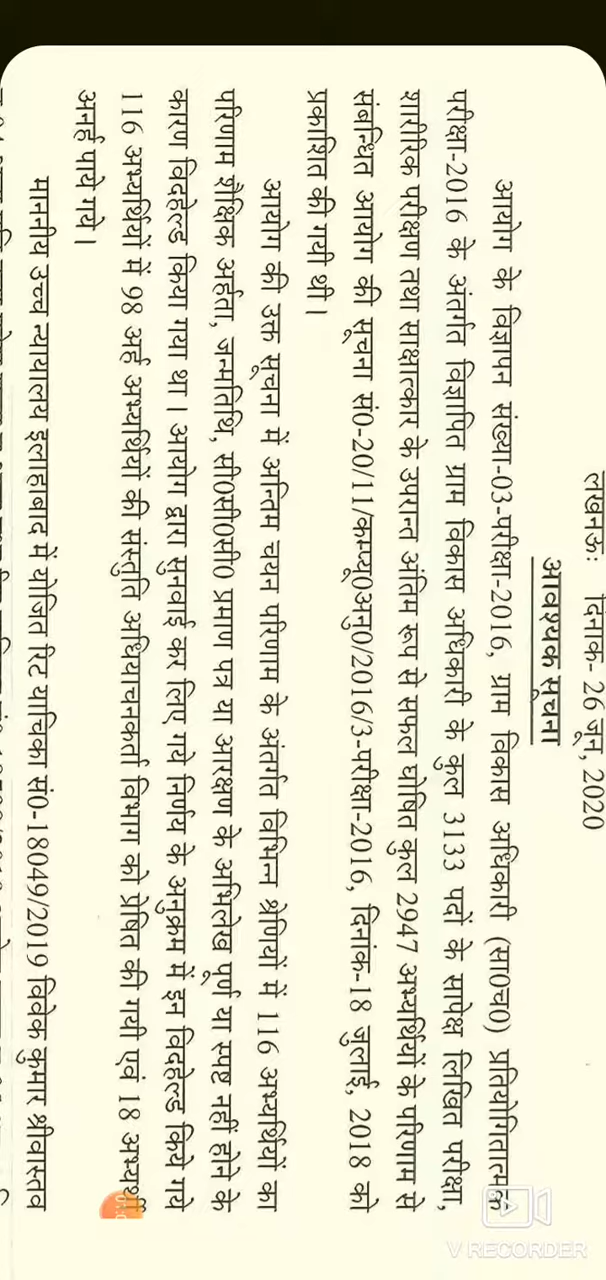 लखनऊः दिनाक- 26 जून, 2020
आवश्यक सूचना
आयोग के विज्ञापन संख्या-03-परीक्षा-2016, ग्राम विकास अधिकारी (सा0च0) प्रतियोगितात्मक
परीक्षा-2016 के अंतर्गत विज्ञापित ग्राम विकास अधिकारी के कुल 3133 पदों के सापेक्ष लिखित परीक्षा,
शारीरिक परीक्षण तथा साक्षात्कार के उपरान्त अंतिम रूप से सफल घोषित कुल 2947 अभ्यर्थियों के परिणाम से
संबन्धित आयोग की सूचना सं0-20/11/कम्प्यू0अनु0/2016/3-परीक्षा-2016, दिनांक-18 जुलाई, 2018 को
प्रकाशित की गयी थी।
आयोग की उक्त सूचना में अन्तिम चयन परिणाम के अंतर्गत विभिन्न श्रेणियों में 116 अभ्यर्थियों का
परिणाम शैक्षिक अर्हता, जन्मतिथि, सी0सी0सी0 प्रमाण पत्र या आरक्षण के अभिलेख पूर्ण या स्पष्ट नहीं होने के
कारण विदहेल्ड किया गया था। आयोग द्वारा सुनवाई कर लिए गये निर्णय के अनुक्रम में इन विदहेल्ड किये गये
116 अभ्यर्थियों में 98 अर्ह अभ्यर्थियों की संस्तुति अधियाचनकर्ता विभाग को प्रेषित की गयी एवं 18 अभ्यर्थी
अनर्ह पाये गये।
माननीय उच्च न्यायालय इलाहाबाद में योजित रिट याचिका सं0-18049/2019 विवेक कुमार श्रीवास्तव
V RECORDER